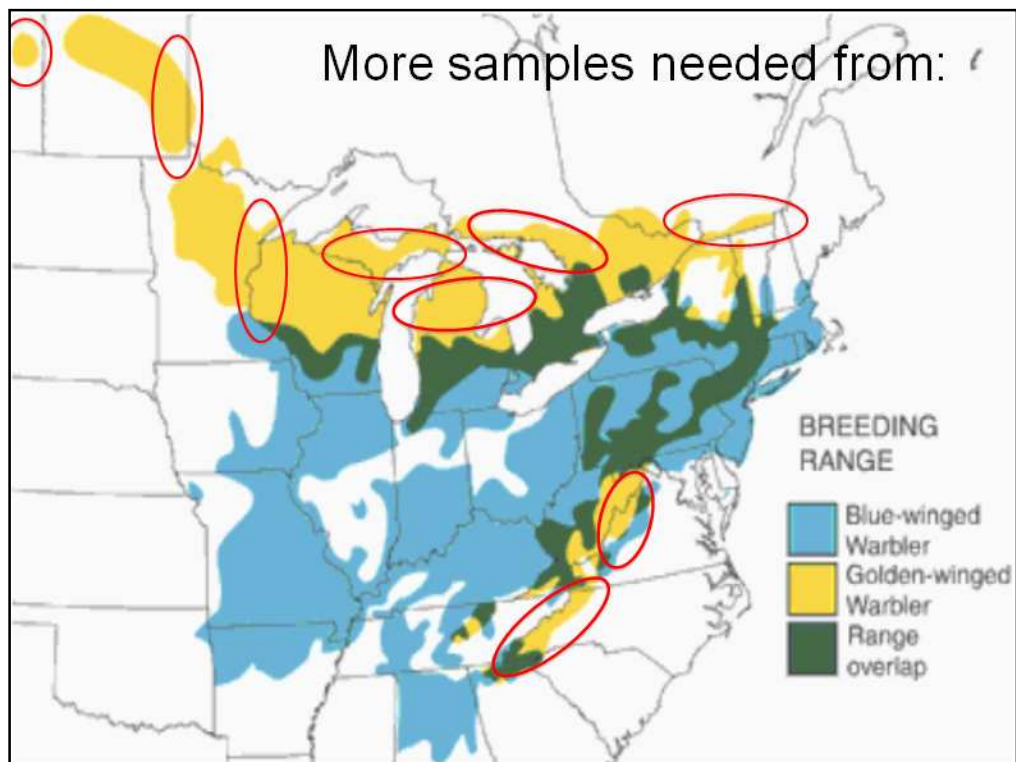 More samples needed from:
BREEDING
RANGE
Blue-winged
Warbler
Golden-winged
Warbler
Range
overlap